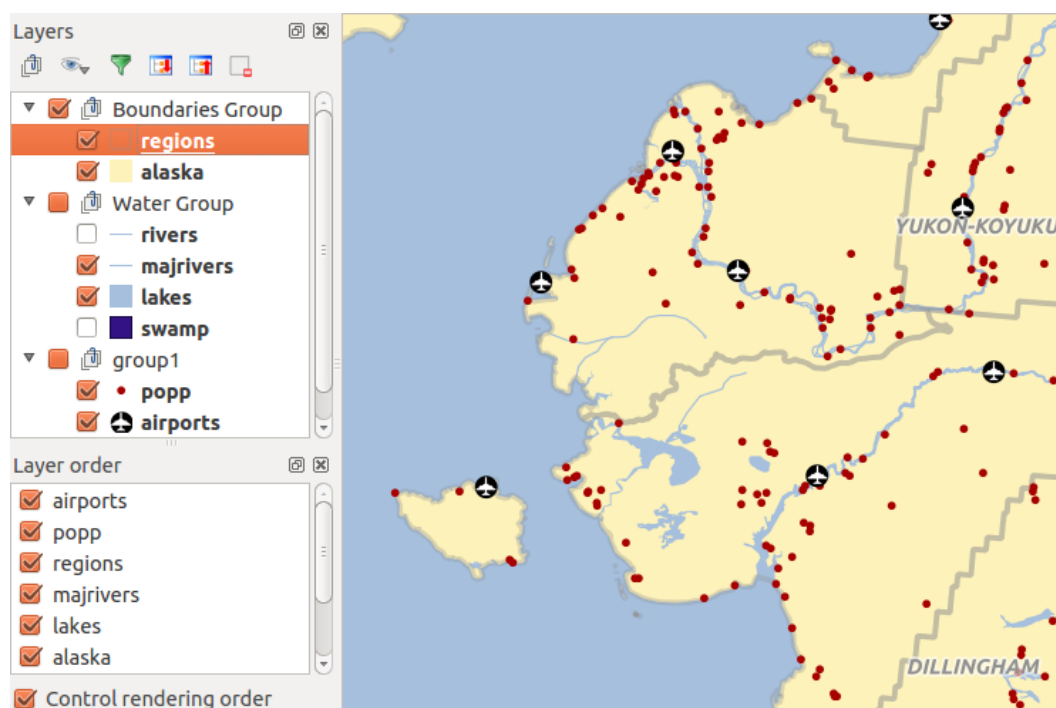 Layers
Boundaries Group
regions
alaska
Water Group
rivers
majrivers
lakes
swamp
group1
popp
airports
Layer order
airports
popp
regions
majrivers
lakes
alaska
Control rendering order
YUKON-KOYUKU
DILLINGHAM